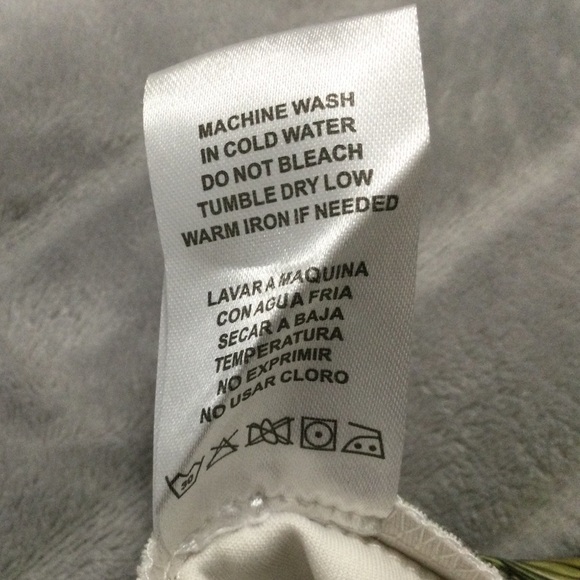 MACHINE WASH
IN COLD WATER
DO NOT BLEACH
TUMBLE DRY LOW
WARM IRON IF NEEDED
LAVAR A MAQUINA
CON AGUA FRIA
SECAR A BAJA
TEMPERATURA
NO EXPRIMIR
NO USAR CLORO
30